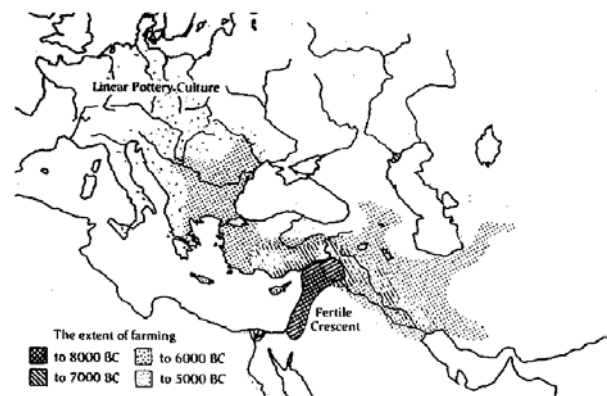 Linear Pottery Culture
Fertile
Crescent
The extent of farming
to 8000 BC
to 6000 BC
to 7000 BC
to 5000 BC